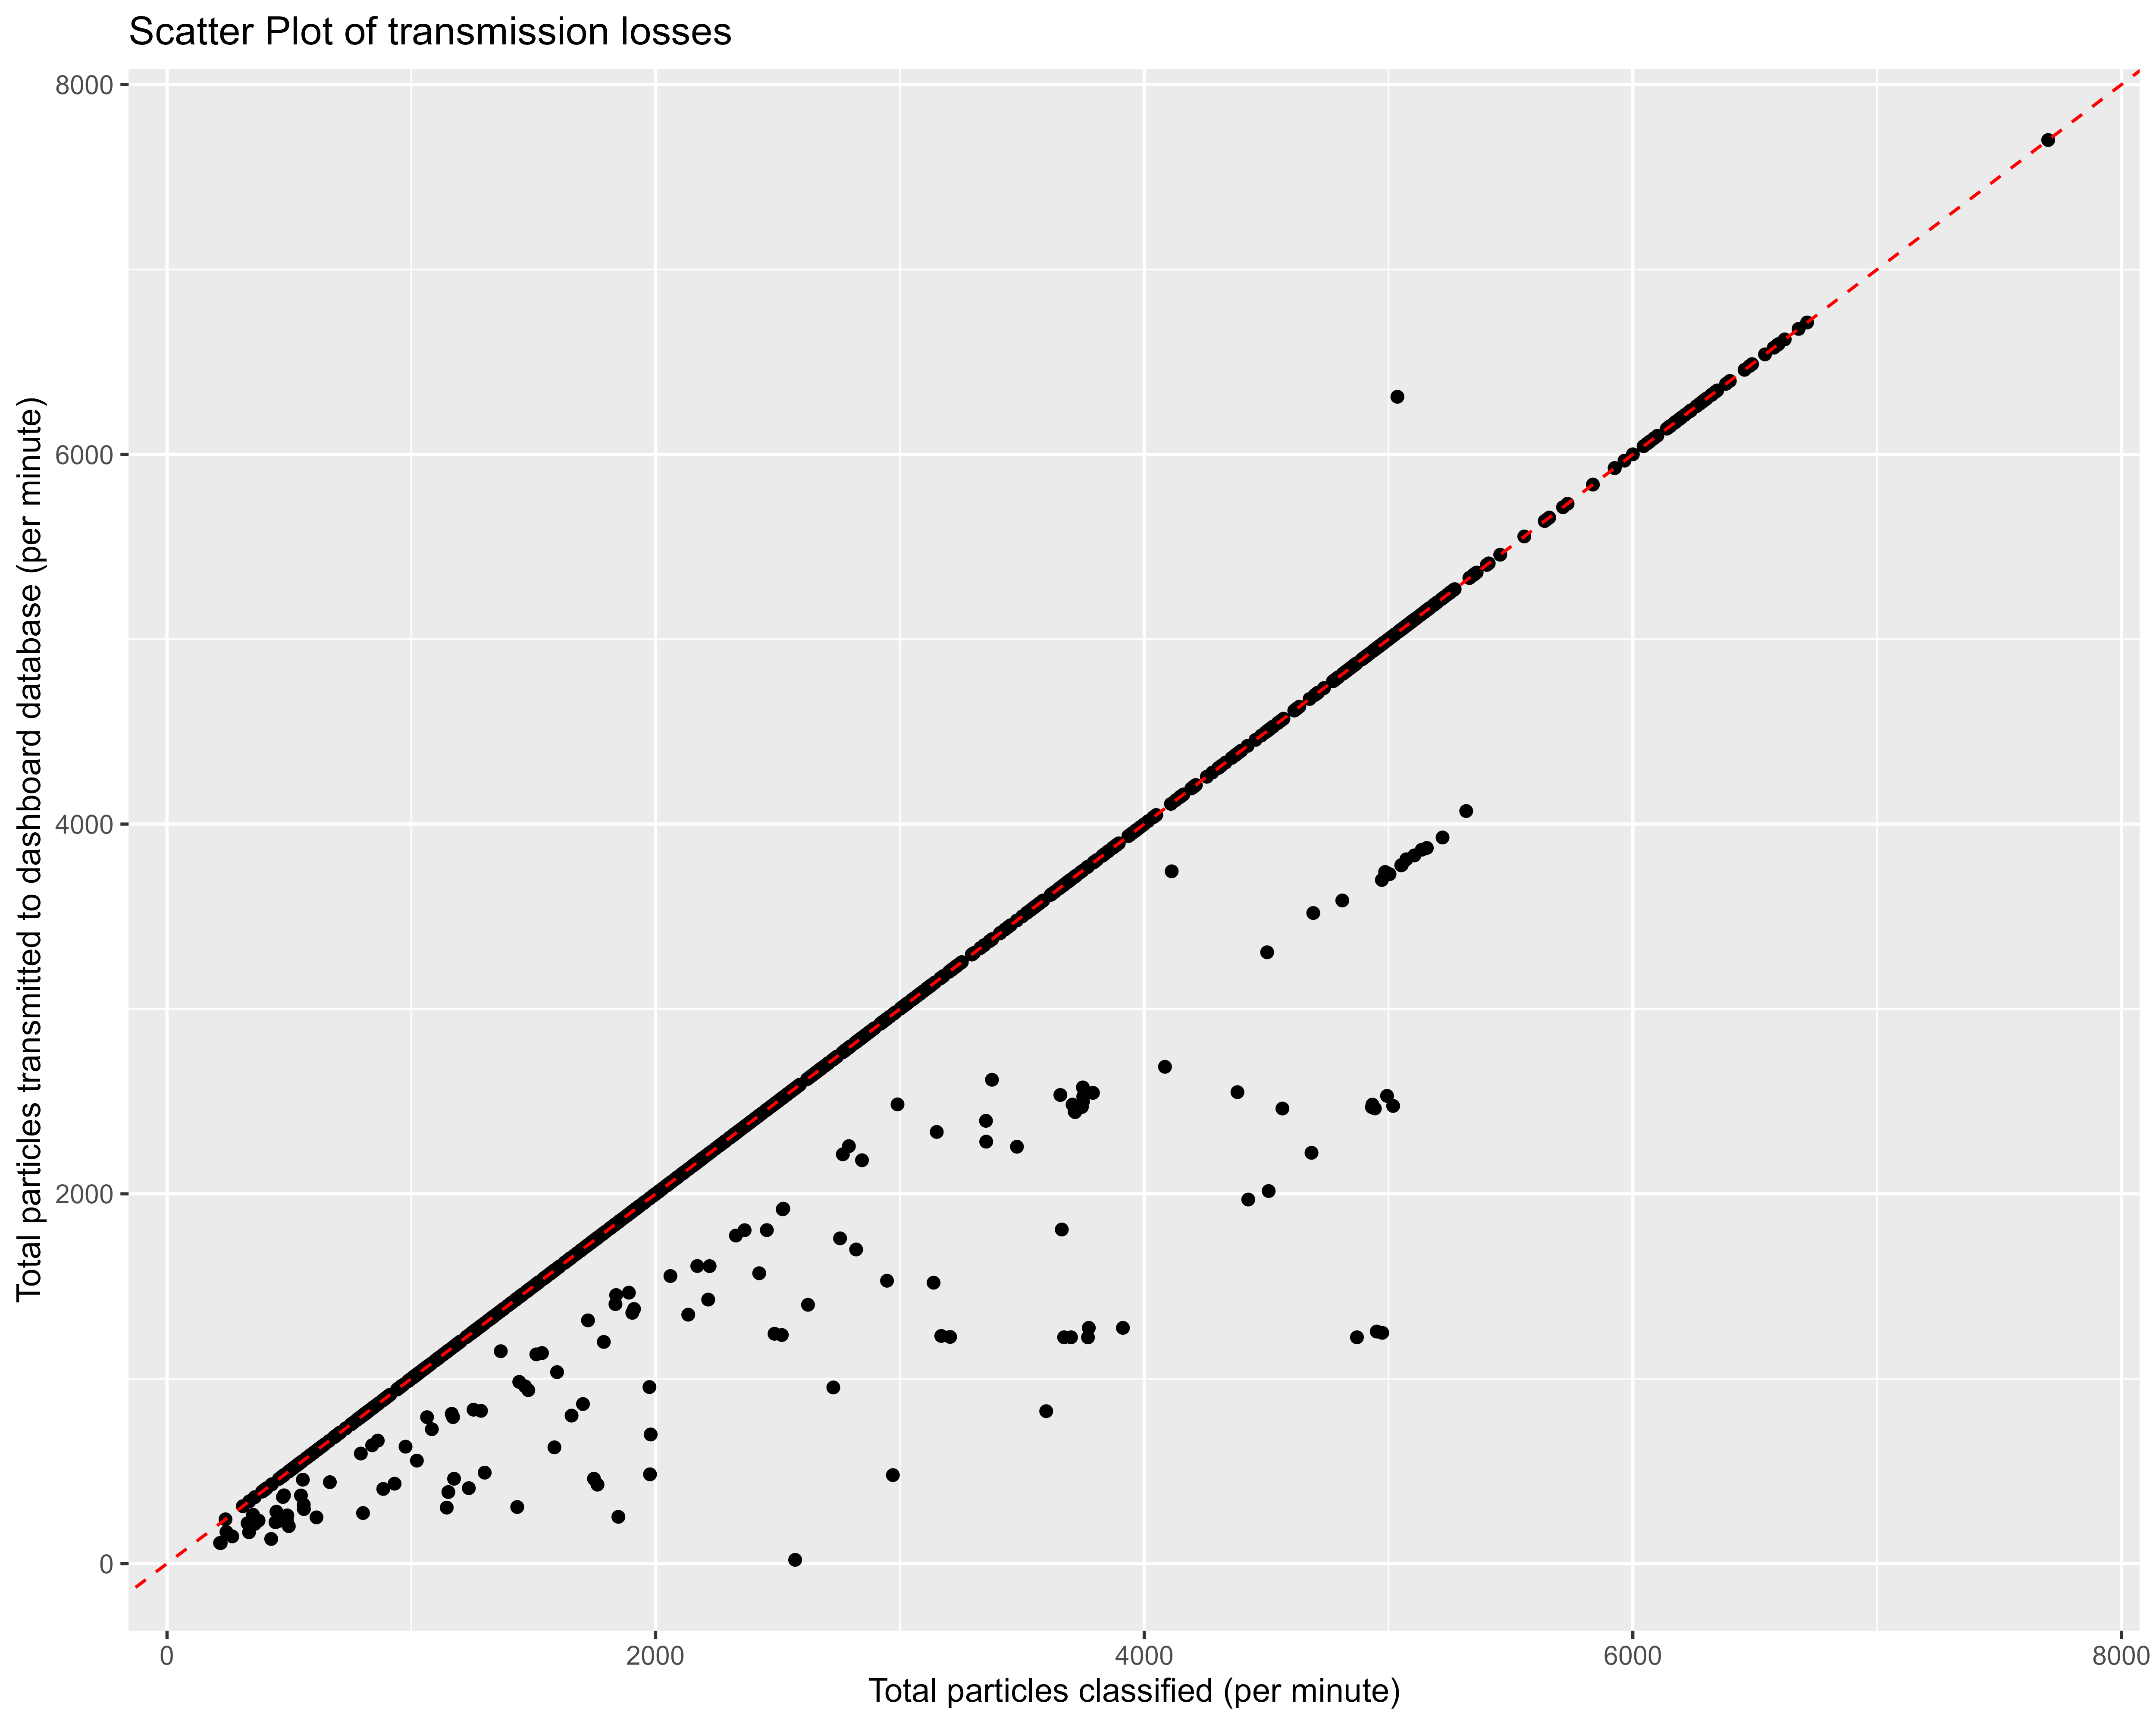 Scatter Plot of transmission losses
Total particles transmitted to dashboard database (per minute)
8000
6000
4000
2000
0
0 2000 4000 6000 8000
Total particles classified (per minute)